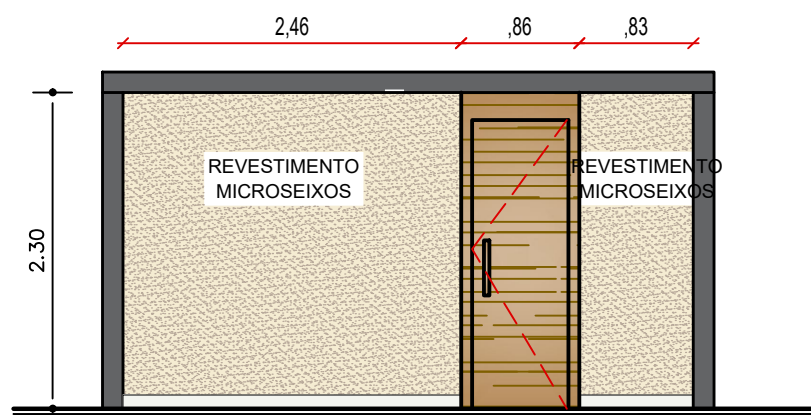 2,46
,86
,83
REVESTIMENTO
MICROSEIXOS
REVESTIMENTO
MICROSEIXOS
2.30